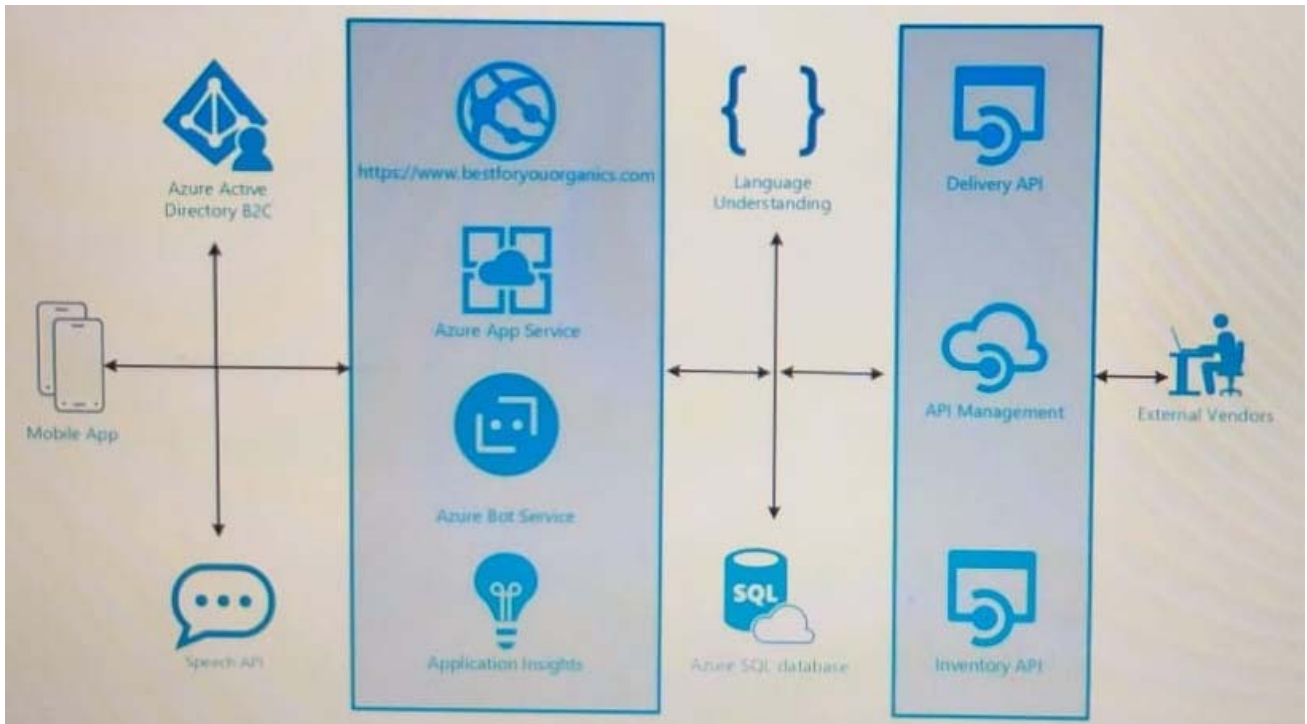 Azure Active
Directory B2C
Mobile App
Speech API
https://www.bestforyouorganics.com
Azure App Service
Azure Bot Service
Application Insights
{ }
Language
Understanding
SQL
Azure SQL database
Delivery API
API Management
Inventory API
External Vendors